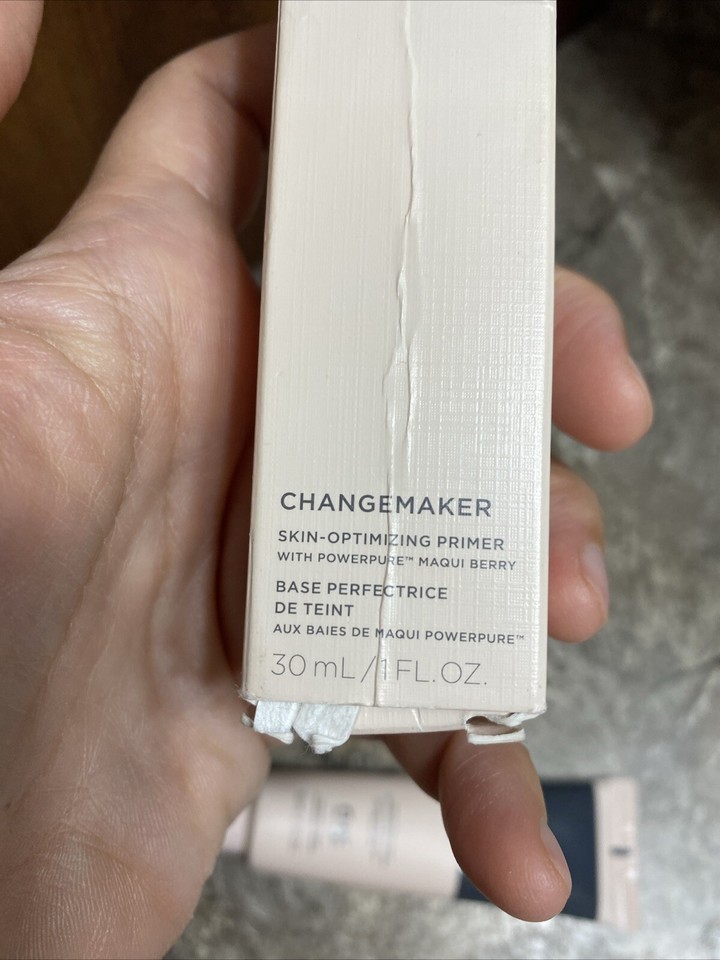 CHANGEMAKER
SKIN-OPTIMIZING PRIMER
WITH POWERPURE™ MAQUI BERRY
BASE PERFECTRICE
DE TEINT
AUX BAIES DE MAQUI POWERPURE™
30 mL / 1 FL. OZ.